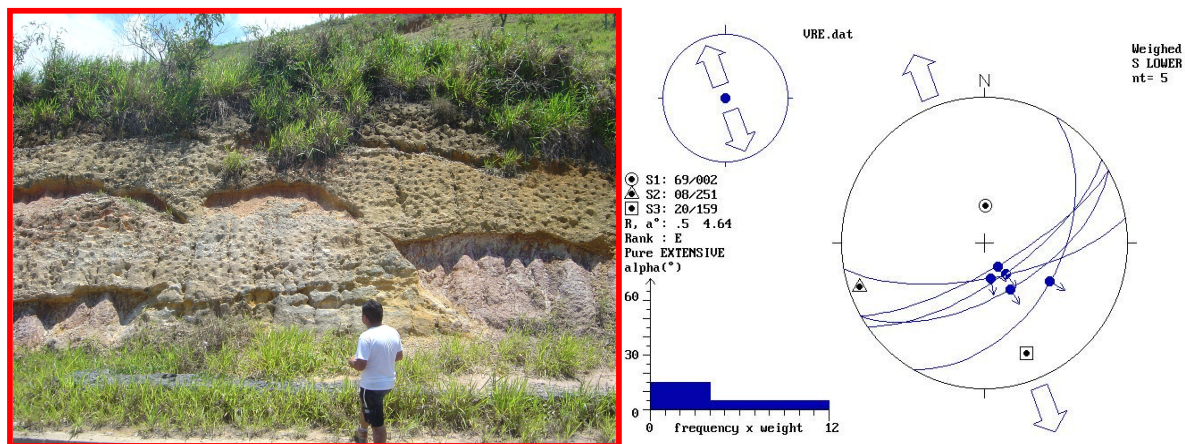 VRE.dat
Weighed
S LOWER
nt= 5
N
S1: 69/002
S2: 08/251
S3: 20/159
R, a°: .5 4.64
Rank : E
Pure EXTENSIVE
alpha(°)
60
30
0
0 frequency x weight 12